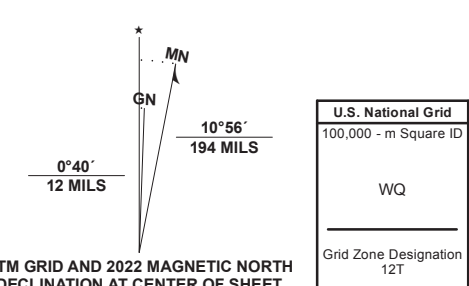 ★
MN
GN
10°56´
194 MILS
0°40´
12 MILS
TM GRID AND 2022 MAGNETIC NORTH
DECLINATION AT CENTER OF SHEET
U.S. National Grid
100,000 - m Square ID
WQ
Grid Zone Designation
12T